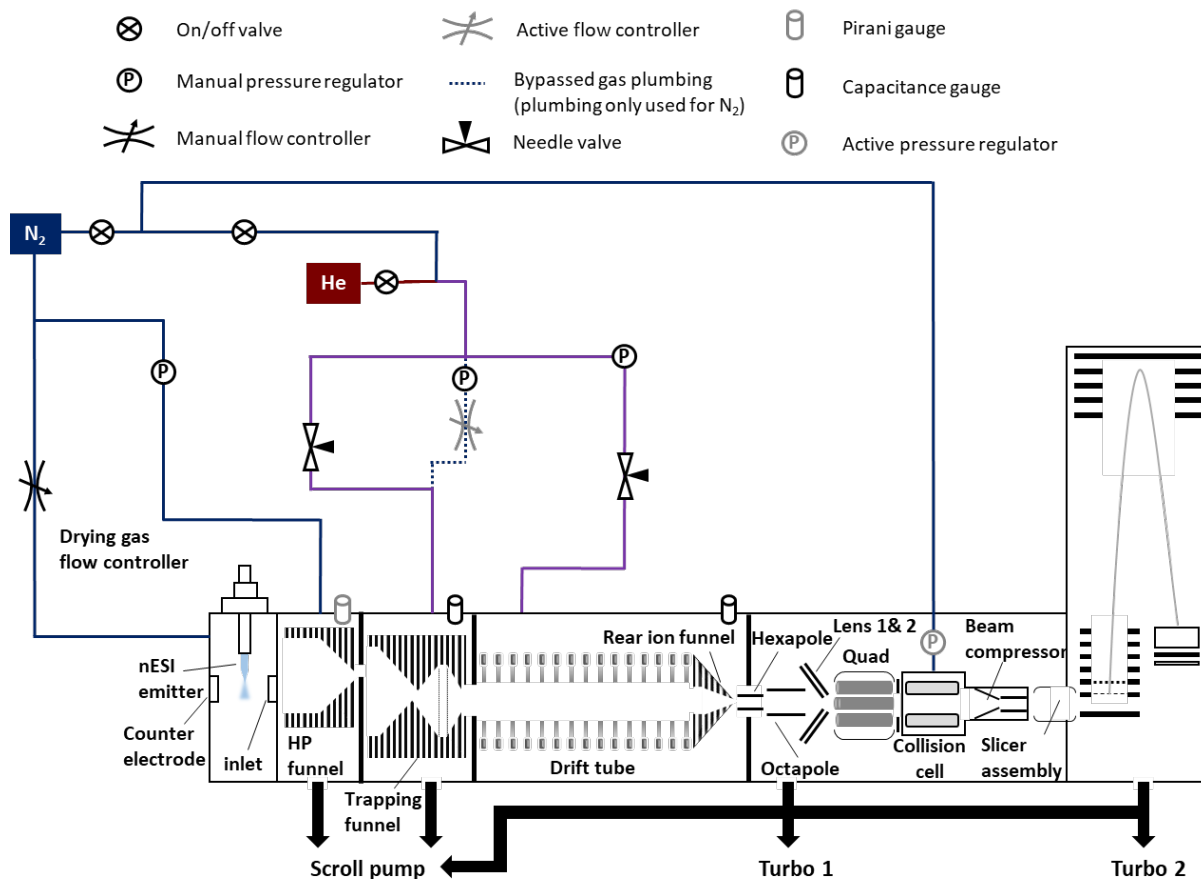 On/off valve
Active flow controller
Pirani gauge
P
Manual pressure regulator
Bypassed gas plumbing
(plumbing only used for N₂)
Capacitance gauge
Manual flow controller
Needle valve
P
Active pressure regulator
N₂
He
P
P
P
Drying gas
flow controller
nESI
emitter
Counter
electrode
inlet
HP
funnel
Trapping
funnel
Drift tube
Rear ion funnel
Hexapole
Octapole
Lens 1& 2
Quad
P
Collision
cell
Beam
compressor
Slicer
assembly
Scroll pump
Turbo 1
Turbo 2